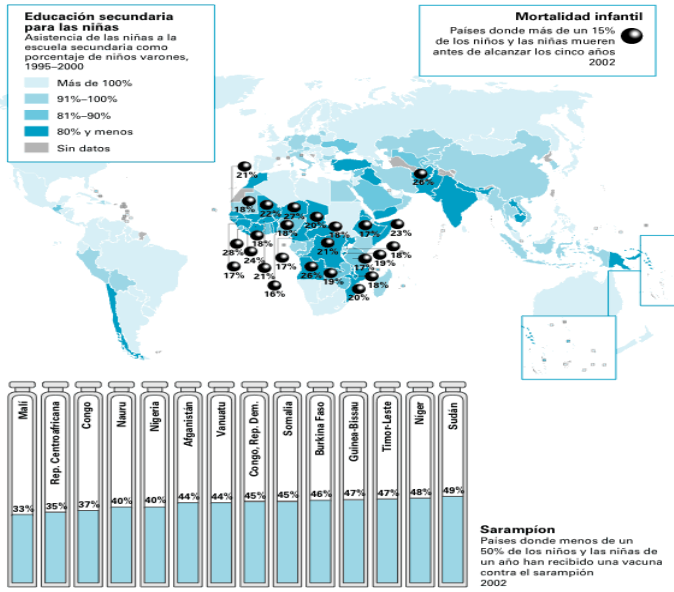 Educación secundaria
para las niñas
Asistencia de las niñas a la
escuela secundaria como
porcentaje de niños varones,
1995–2000
Más de 100%
91%–100%
81%–90%
80% y menos
Sin datos
Mortalidad infantil
Países donde más de un 15%
de los niños y las niñas mueren
antes de alcanzar los cinco años
2002
21%
26%
18%
22%
27%
20%
18%
18%
17%
23%
18%
21%
18%
28%
24%
17%
17%
19%
17%
21%
26%
19%
18%
16%
20%
Malí
Rep. Centroafricana
Congo
Nauru
Nigeria
Afganistán
Vanuatu
Congo, Rep. Dem.
Somalia
Burkina Faso
Guinea-Bissau
Timor-Leste
Níger
Sudán
33%
35%
37%
40%
40%
44%
44%
45%
45%
46%
47%
47%
48%
49%
Sarampíon
Países donde menos de un
50% de los niños y las niñas de
un año han recibido una vacuna
contra el sarampión
2002